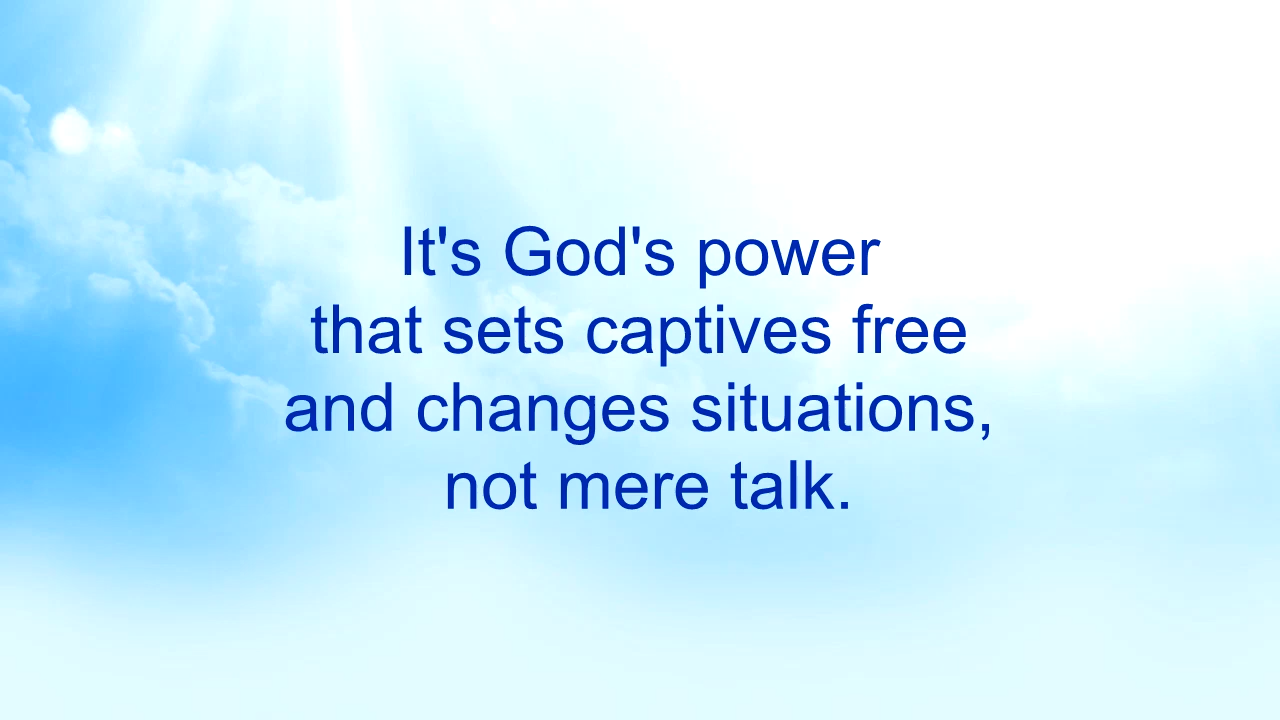 It's God's power
that sets captives free
and changes situations,
not mere talk.